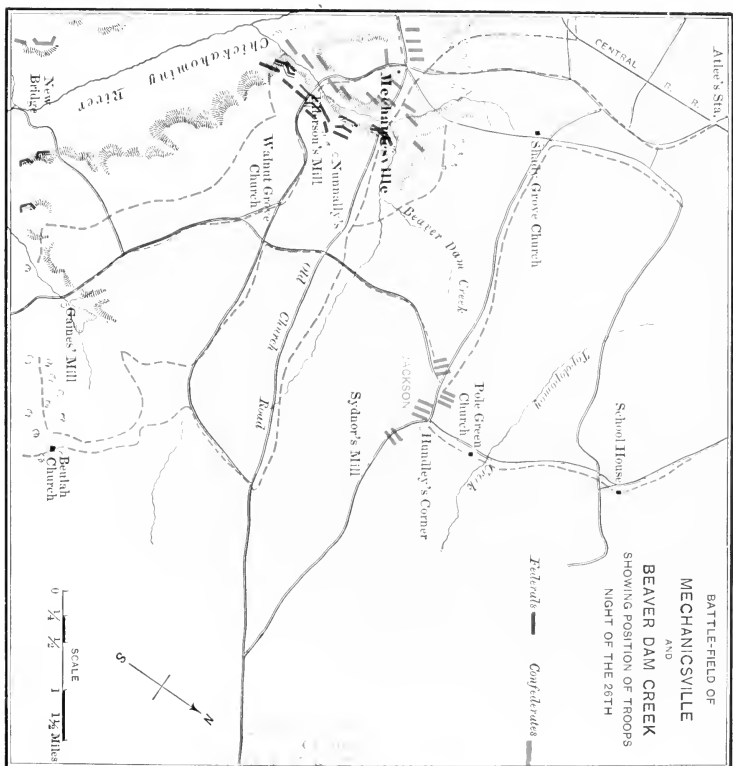 BATTLE-FIELD OF
MECHANICSVILLE
AND
BEAVER DAM CREEK
SHOWING POSITION OF TROOPS
NIGHT OF THE 26TH
Federals
Confederates
Atlee's Sta.
CENTRAL R. R.
Shady Grove Church
School House
Totopotomoy
Creek
Pole Green
Church
Hundley's Corner
JACKSON
Sydnor's Mill
Beaver Dam Creek
Mechanicsville
Nunnally's
Mill
Walnut Grove
Church
Old Church Road
Chickahominy
River
New
Bridge
Gaines' Mill
Beulah
Church
SCALE
0 ¼ ½ 1 1½ Miles
S
N